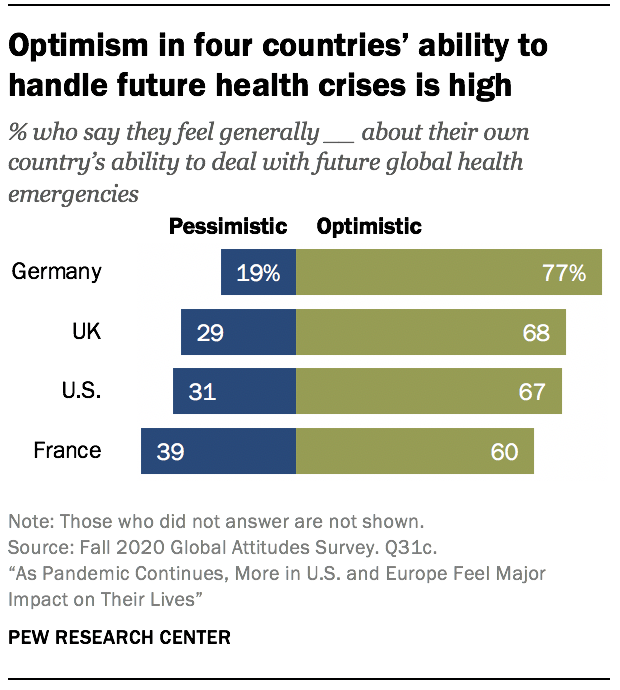 Optimism in four countries’ ability to
handle future health crises is high
% who say they feel generally __ about their own
country’s ability to deal with future global health
emergencies
Pessimistic Optimistic
Germany 19% 77%
UK 29 68
U.S. 31 67
France 39 60
Note: Those who did not answer are not shown.
Source: Fall 2020 Global Attitudes Survey. Q31c.
“As Pandemic Continues, More in U.S. and Europe Feel Major
Impact on Their Lives”
PEW RESEARCH CENTER